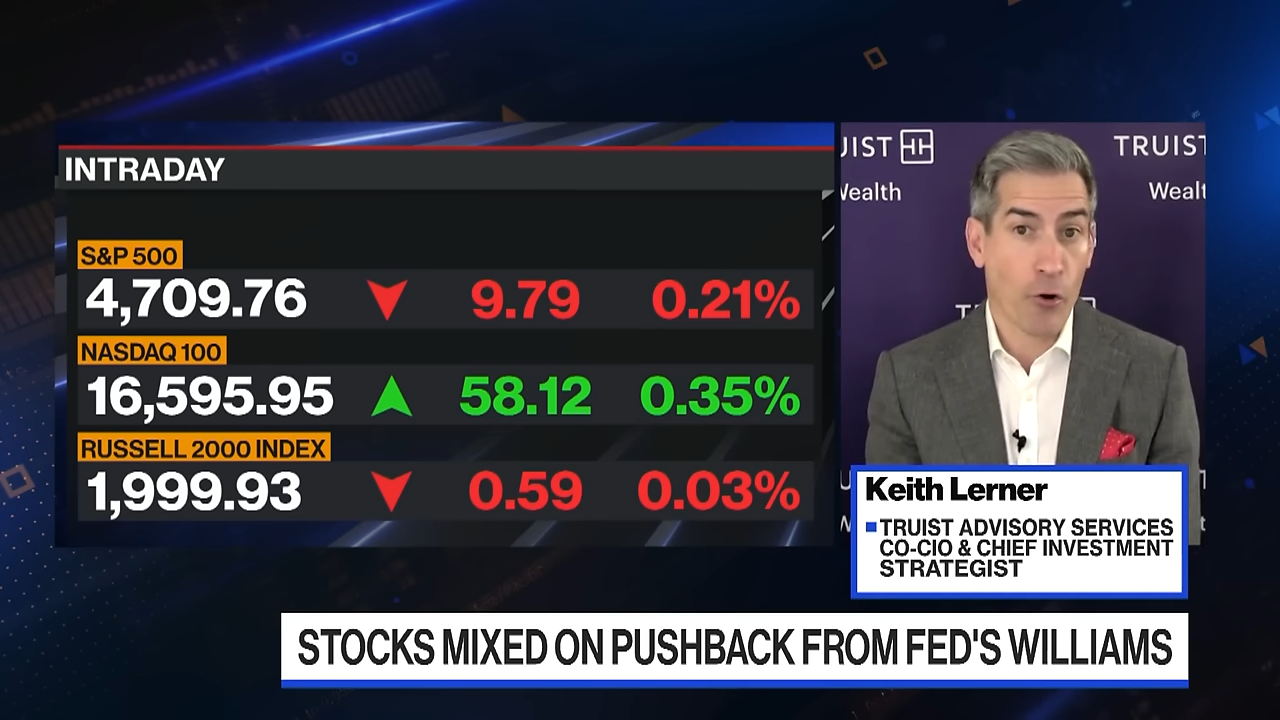 INTRADAY
S&P 500
4,709.76 9.79 0.21%
NASDAQ 100
16,595.95 58.12 0.35%
RUSSELL 2000 INDEX
1,999.93 0.59 0.03%
TRUIST
Wealth
Keith Lerner
TRUIST ADVISORY SERVICES
CO-CIO & CHIEF INVESTMENT
STRATEGIST
STOCKS MIXED ON PUSHBACK FROM FED'S WILLIAMS